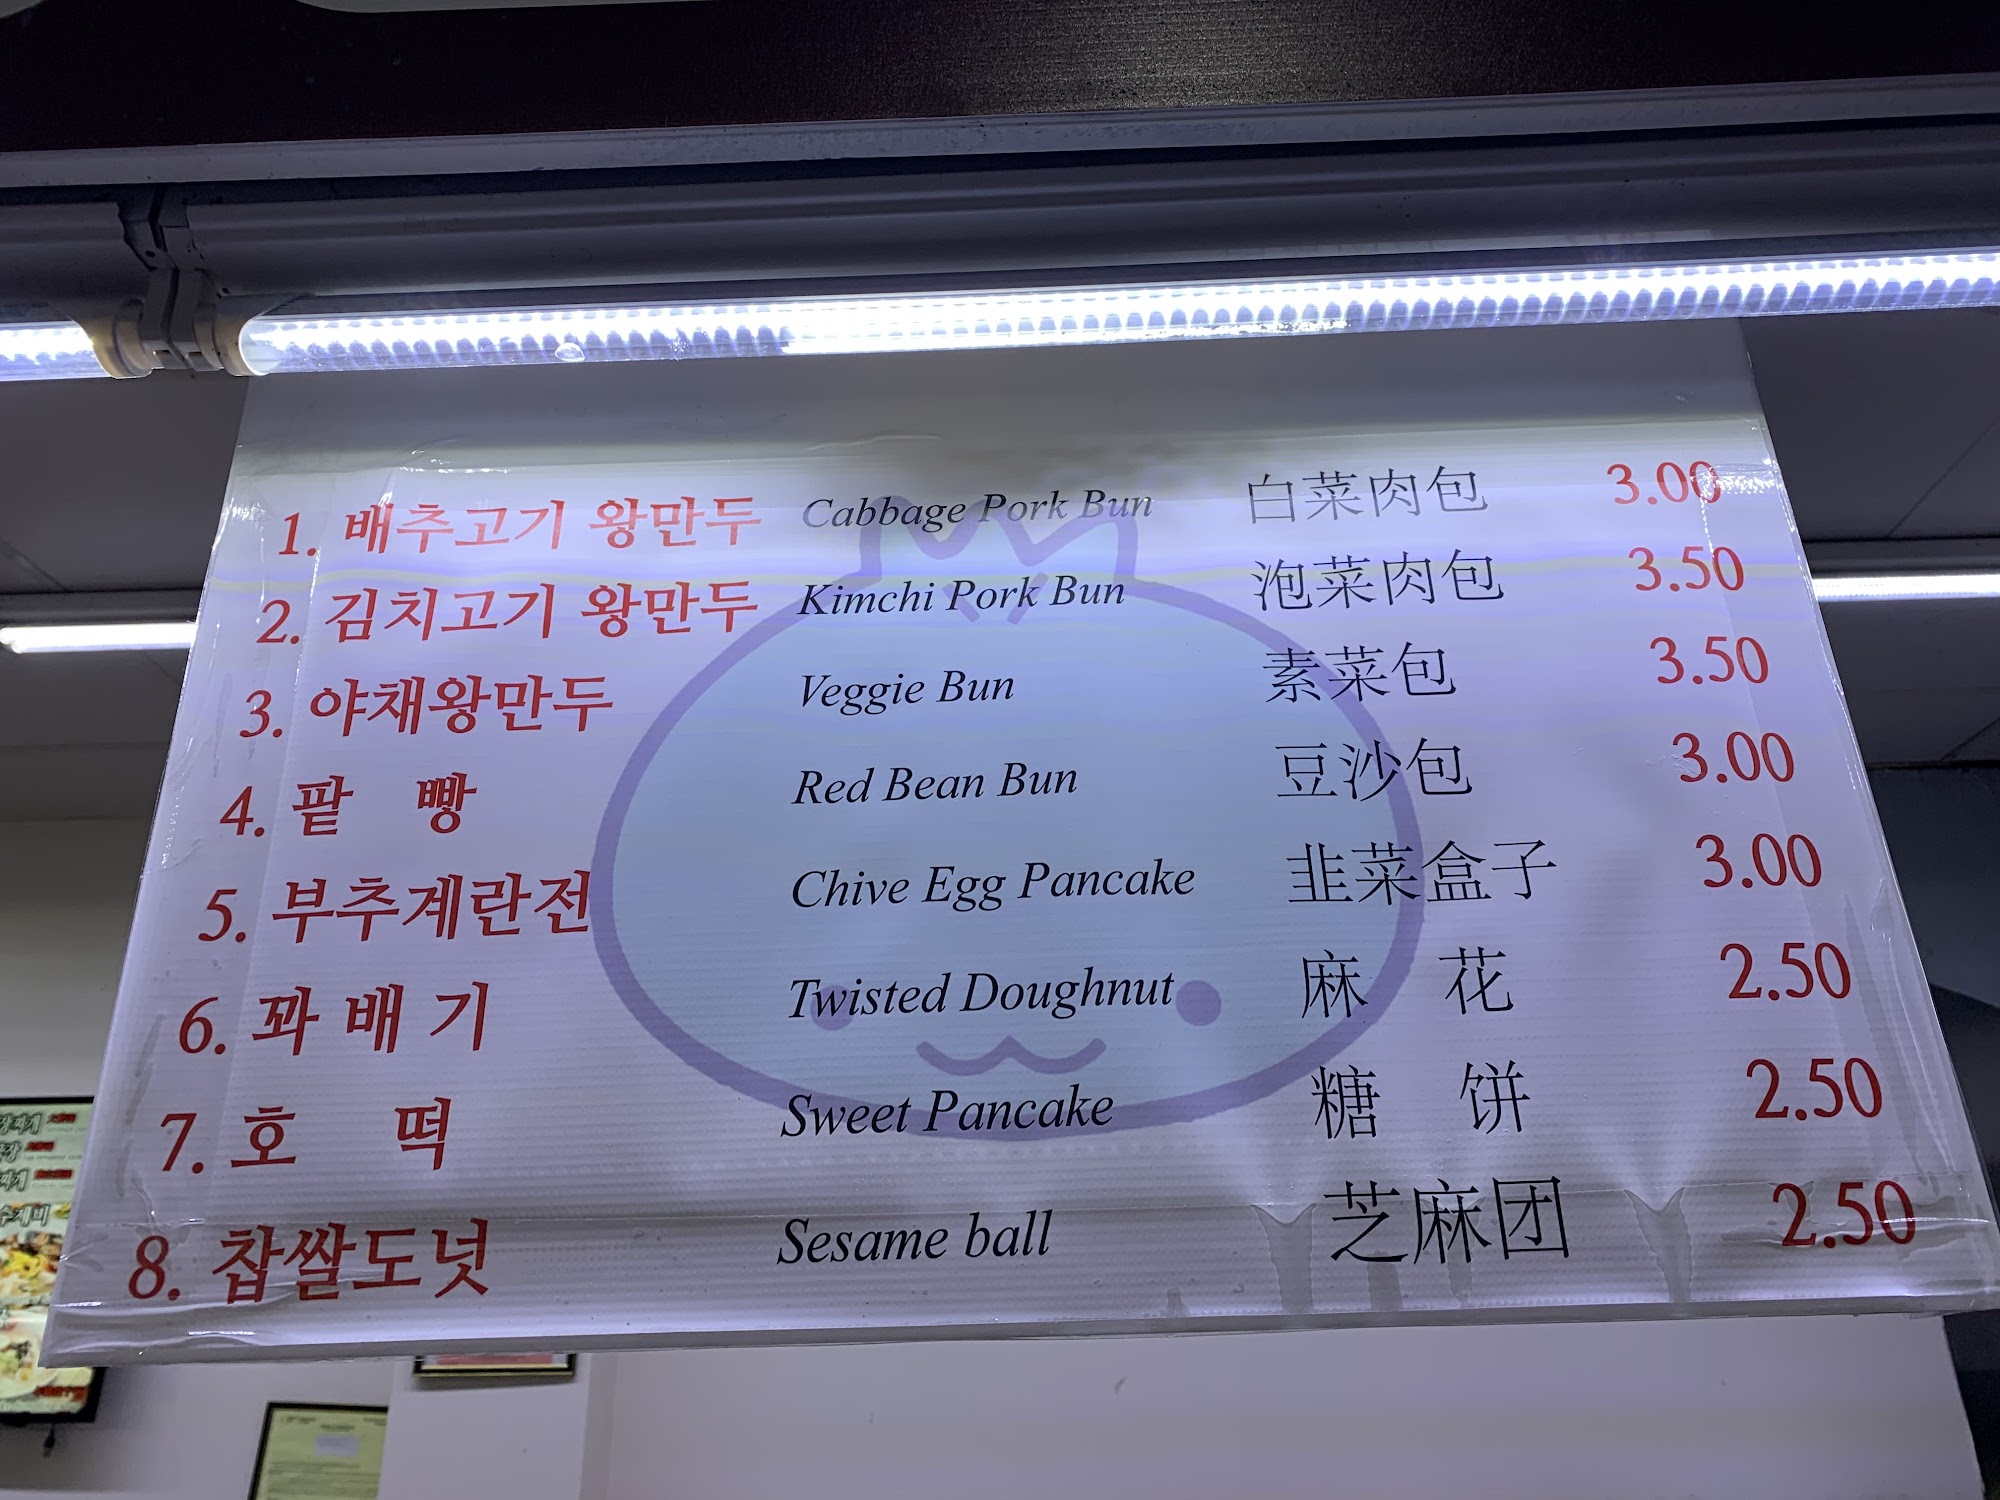 1. 배추고기 왕만두 Cabbage Pork Bun 白菜肉包 3.00
2. 김치고기 왕만두 Kimchi Pork Bun 泡菜肉包 3.50
3. 야채왕만두 Veggie Bun 素菜包 3.50
4. 팥 빵 Red Bean Bun 豆沙包 3.00
5. 부추계란전 Chive Egg Pancake 韭菜盒子 3.00
6. 꽈 배 기 Twisted Doughnut 麻 花 2.50
7. 호 떡 Sweet Pancake 糖 饼 2.50
8. 찹쌀도넛 Sesame ball 芝麻团 2.50